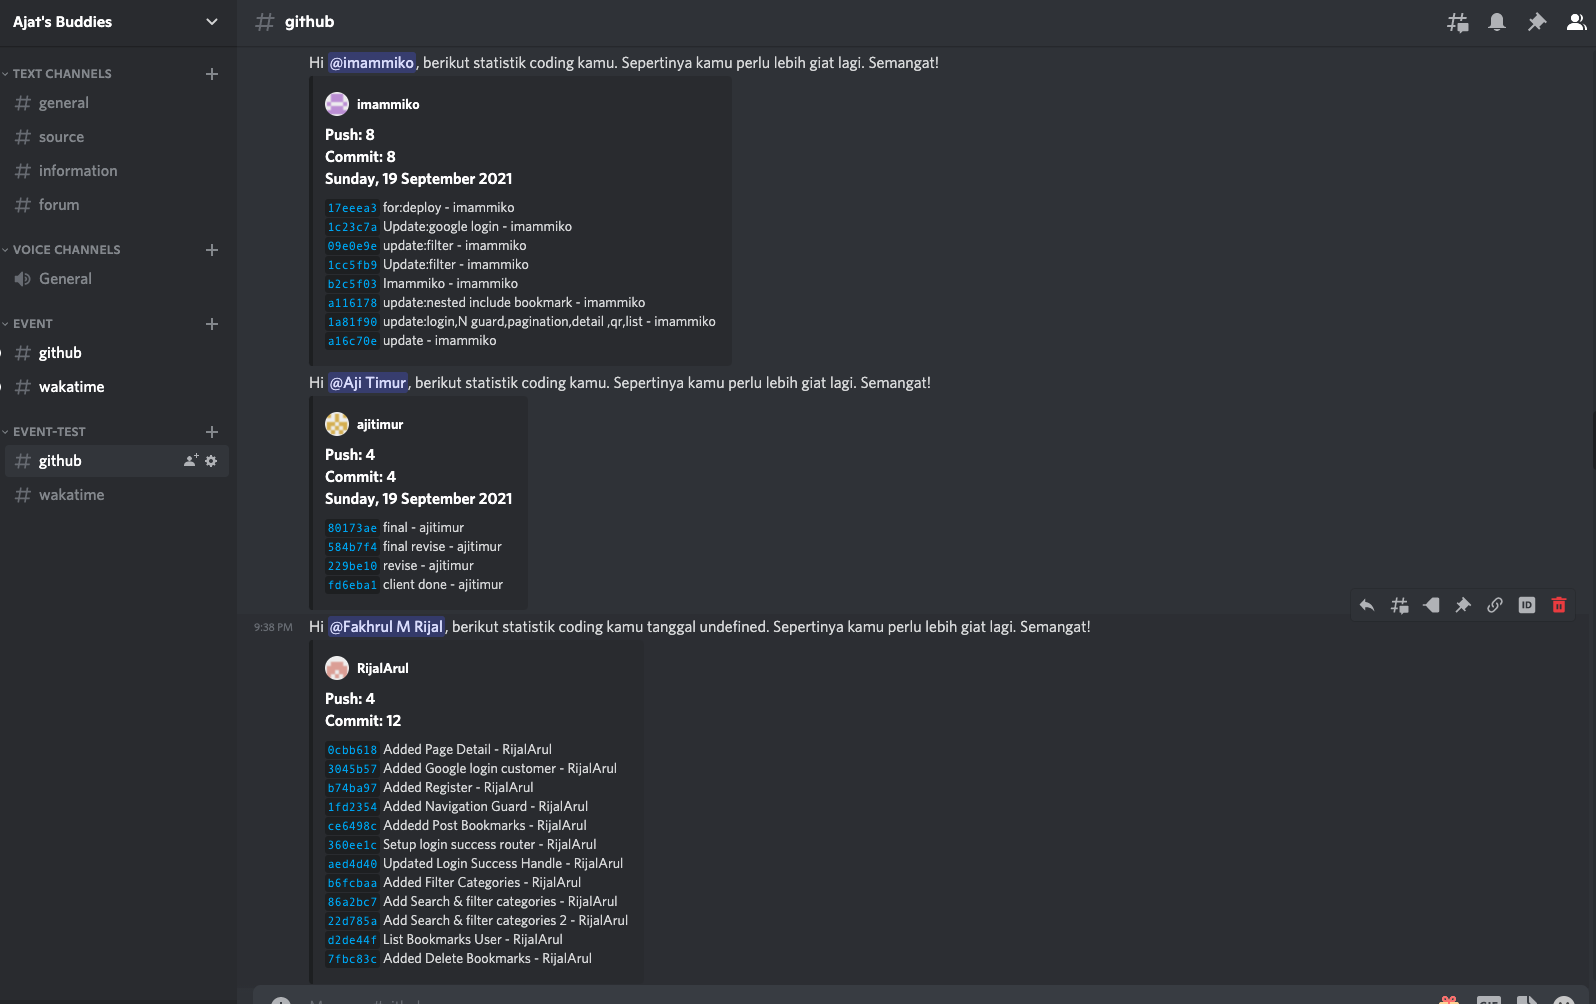 Ajat's Buddies
github
TEXT CHANNELS
general
source
information
forum
VOICE CHANNELS
General
EVENT
github
wakatime
EVENT-TEST
github
wakatime
Hi @imammiko, berikut statistik coding kamu. Sepertinya kamu perlu lebih giat lagi. Semangat!
imammiko
Push: 8
Commit: 8
Sunday, 19 September 2021
17eeea3 for:deploy - imammiko
1c23c7a Update:google login - imammiko
09e0e9e update:filter - imammiko
1cc5fb9 Update:filter - imammiko
b2c5f03 Imammiko - imammiko
a116178 update:nested include bookmark - imammiko
1a81f90 update:login,N guard,pagination,detail ,qr,list - imammiko
a16c70e update - imammiko
Hi @Aji Timur, berikut statistik coding kamu. Sepertinya kamu perlu lebih giat lagi. Semangat!
ajitimur
Push: 4
Commit: 4
Sunday, 19 September 2021
80173ae final - ajitimur
584b7f4 final revise - ajitimur
229be10 revise - ajitimur
fd6eba1 client done - ajitimur
ID
9:38 PM Hi @Fakhrul M Rijal, berikut statistik coding kamu tanggal undefined. Sepertinya kamu perlu lebih giat lagi. Semangat!
RijalArul
Push: 4
Commit: 12
0cbb618 Added Page Detail - RijalArul
3045b57 Added Google login customer - RijalArul
b74ba97 Added Register - RijalArul
1fd2354 Added Navigation Guard - RijalArul
ce6498c Addedd Post Bookmarks - RijalArul
360ee1c Setup login success router - RijalArul
aed4d40 Updated Login Success Handle - RijalArul
b6fcbaa Added Filter Categories - RijalArul
86a2bc7 Add Search & filter categories - RijalArul
22d785a Add Search & filter categories 2 - RijalArul
d2de44f List Bookmarks User - RijalArul
7fbc83c Added Delete Bookmarks - RijalArul